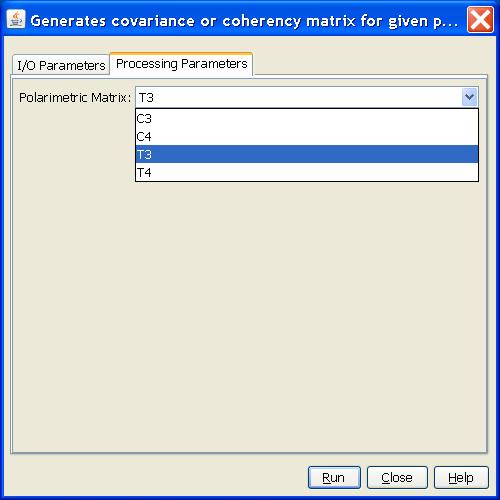 Generates covariance or coherency matrix for given p...
I/O Parameters
Processing Parameters
Polarimetric Matrix: T3
C3
C4
T3
T4
Run
Close
Help